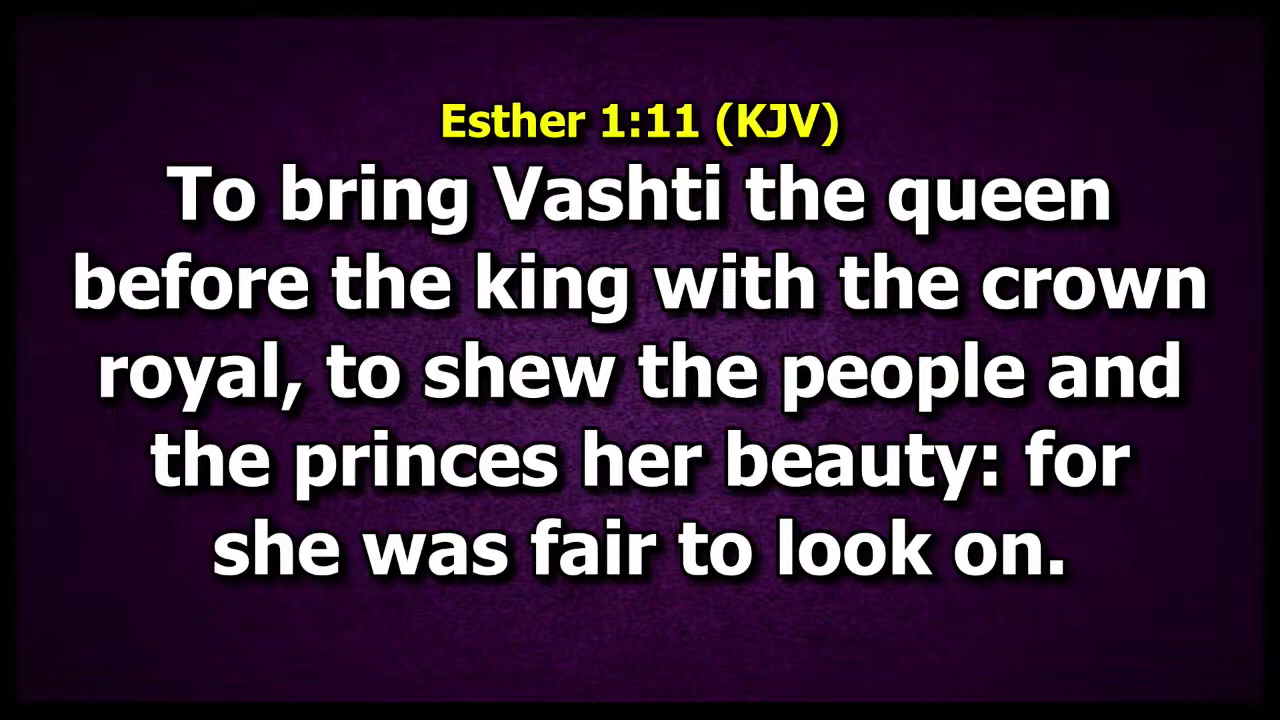 Esther 1:11 (KJV)
To bring Vashti the queen
before the king with the crown
royal, to shew the people and
the princes her beauty: for
she was fair to look on.